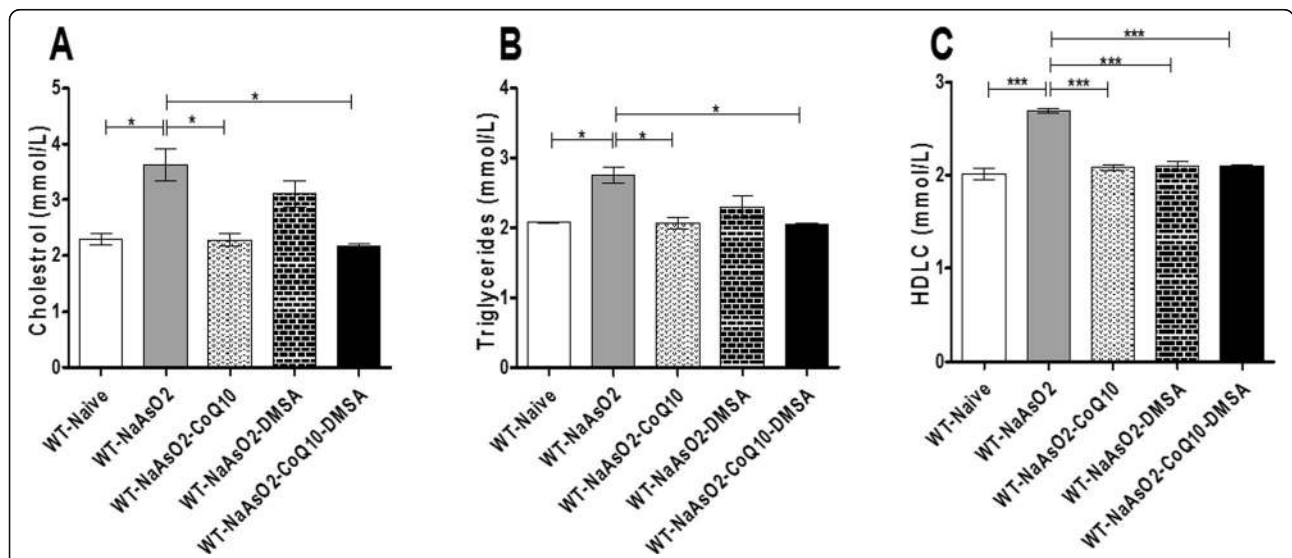 A
Cholestrol (mmol/L)
5
4
3
2
1
0
*
*
*
WT-Naïve
WT-NaAsO2
WT-NaAsO2-CoQ10
WT-NaAsO2-DMSA
WT-NaAsO2-CoQ10-DMSA
B
Triglycerides (mmol/L)
4
3
2
1
0
*
*
*
WT-Naïve
WT-NaAsO2
WT-NaAsO2-CoQ10
WT-NaAsO2-DMSA
WT-NaAsO2-CoQ10-DMSA
C
HDLC (mmol/L)
3
2
1
0
***
***
***
***
WT-Naïve
WT-NaAsO2
WT-NaAsO2-CoQ10
WT-NaAsO2-DMSA
WT-NaAsO2-CoQ10-DMSA